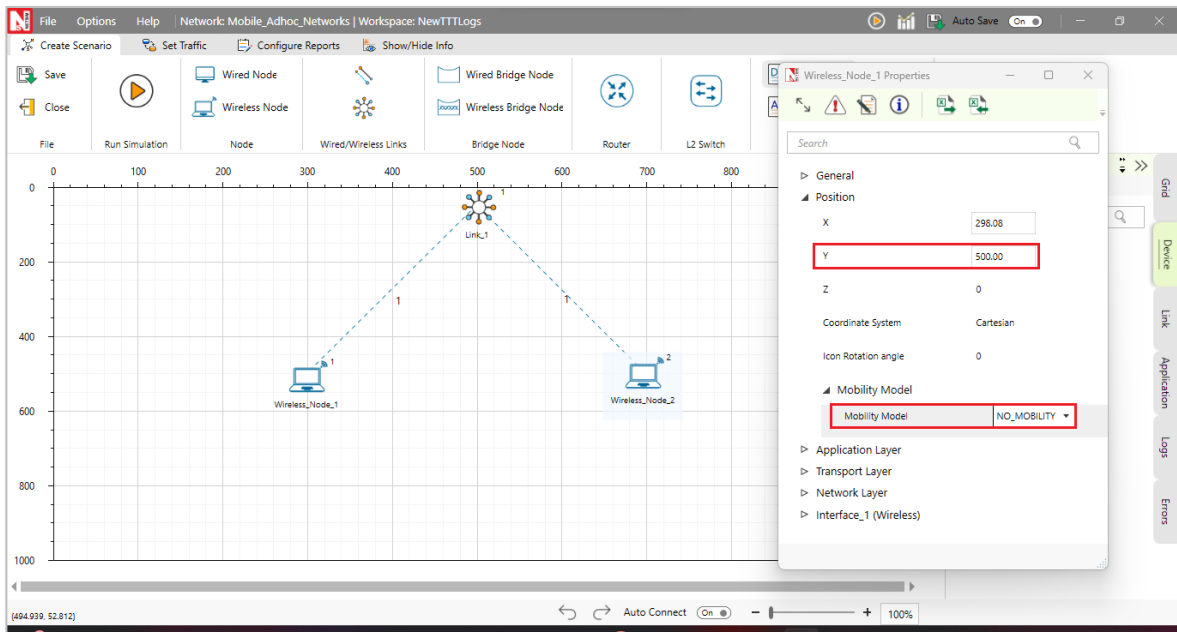 File Options Help Network: Mobile_Adhoc_Networks | Workspace: NewTTTLogs Auto Save On
Create Scenario Set Traffic Configure Reports Show/Hide Info
Save
Close
File
Run Simulation
Wired Node
Wireless Node
Node
Wired/Wireless Links
Wired Bridge Node
Wireless Bridge Node
Bridge Node
Router
L2 Switch
D
A
0 100 200 300 400 500 600 700 800
0
200
400
600
800
1000
1
Link_1
1
1
1
Wireless_Node_1
2
Wireless_Node_2
Wireless_Node_1 Properties
Search
General
Position
X 298.08
Y 500.00
Z 0
Coordinate System Cartesian
Icon Rotation angle 0
Mobility Model
Mobility Model NO_MOBILITY
Application Layer
Transport Layer
Network Layer
Interface_1 (Wireless)
Grid
Device
Link
Application
Logs
Errors
(494.939, 52.812)
Auto Connect On
100%